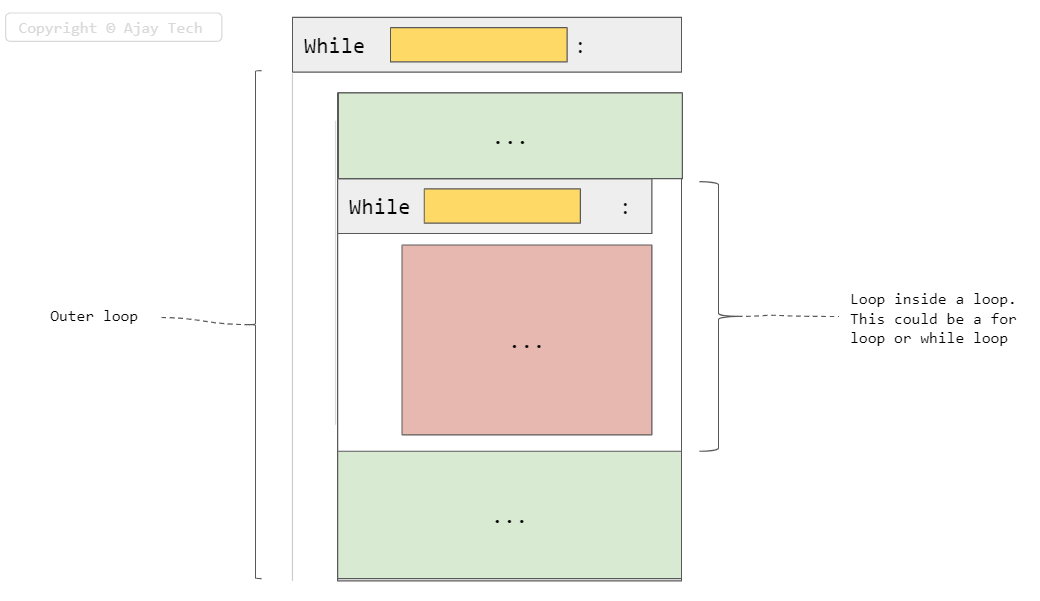 Copyright © Ajay Tech
While :
...
While :
...
Outer loop
Loop inside a loop.
This could be a for
loop or while loop
...